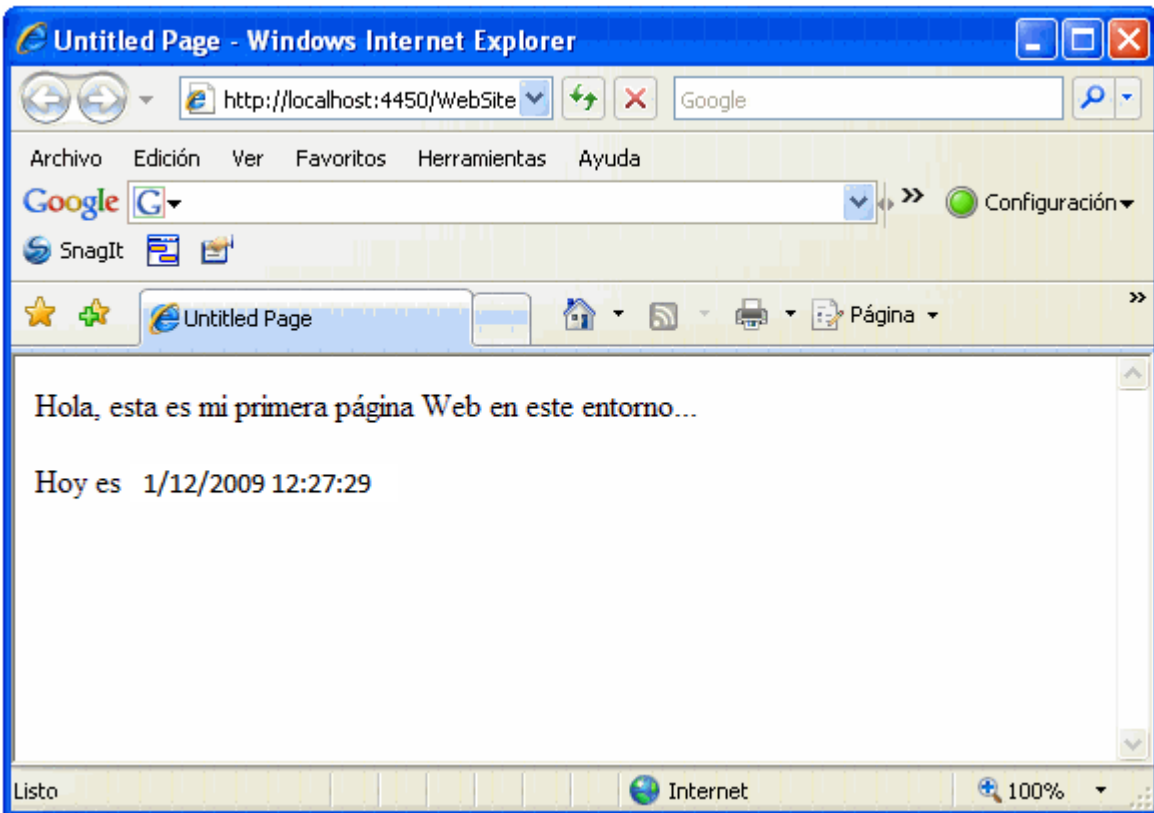 Untitled Page - Windows Internet Explorer
http://localhost:4450/WebSite
Google
Archivo Edición Ver Favoritos Herramientas Ayuda
Google G » Configuración
SnagIt
Untitled Page Página »
Hola, esta es mi primera página Web en este entorno...
Hoy es 1/12/2009 12:27:29
Listo Internet 100%